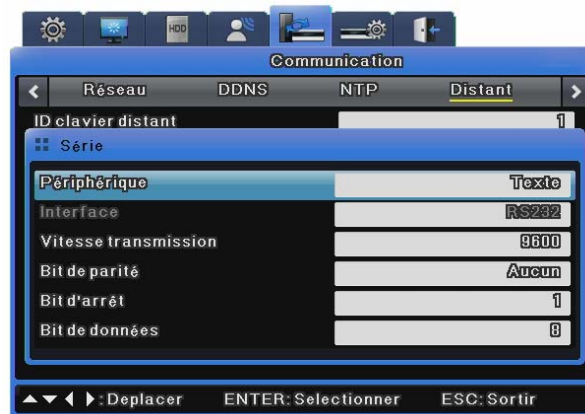 HDD
Communication
Réseau DDNS NTP Distant
ID clavier distant 1
Série
Périphérique Texte
Interface RS232
Vitesse transmission 9600
Bit de parité Aucun
Bit d'arrêt 1
Bit de données 8
:Deplacer ENTER:Selectionner ESC:Sortir